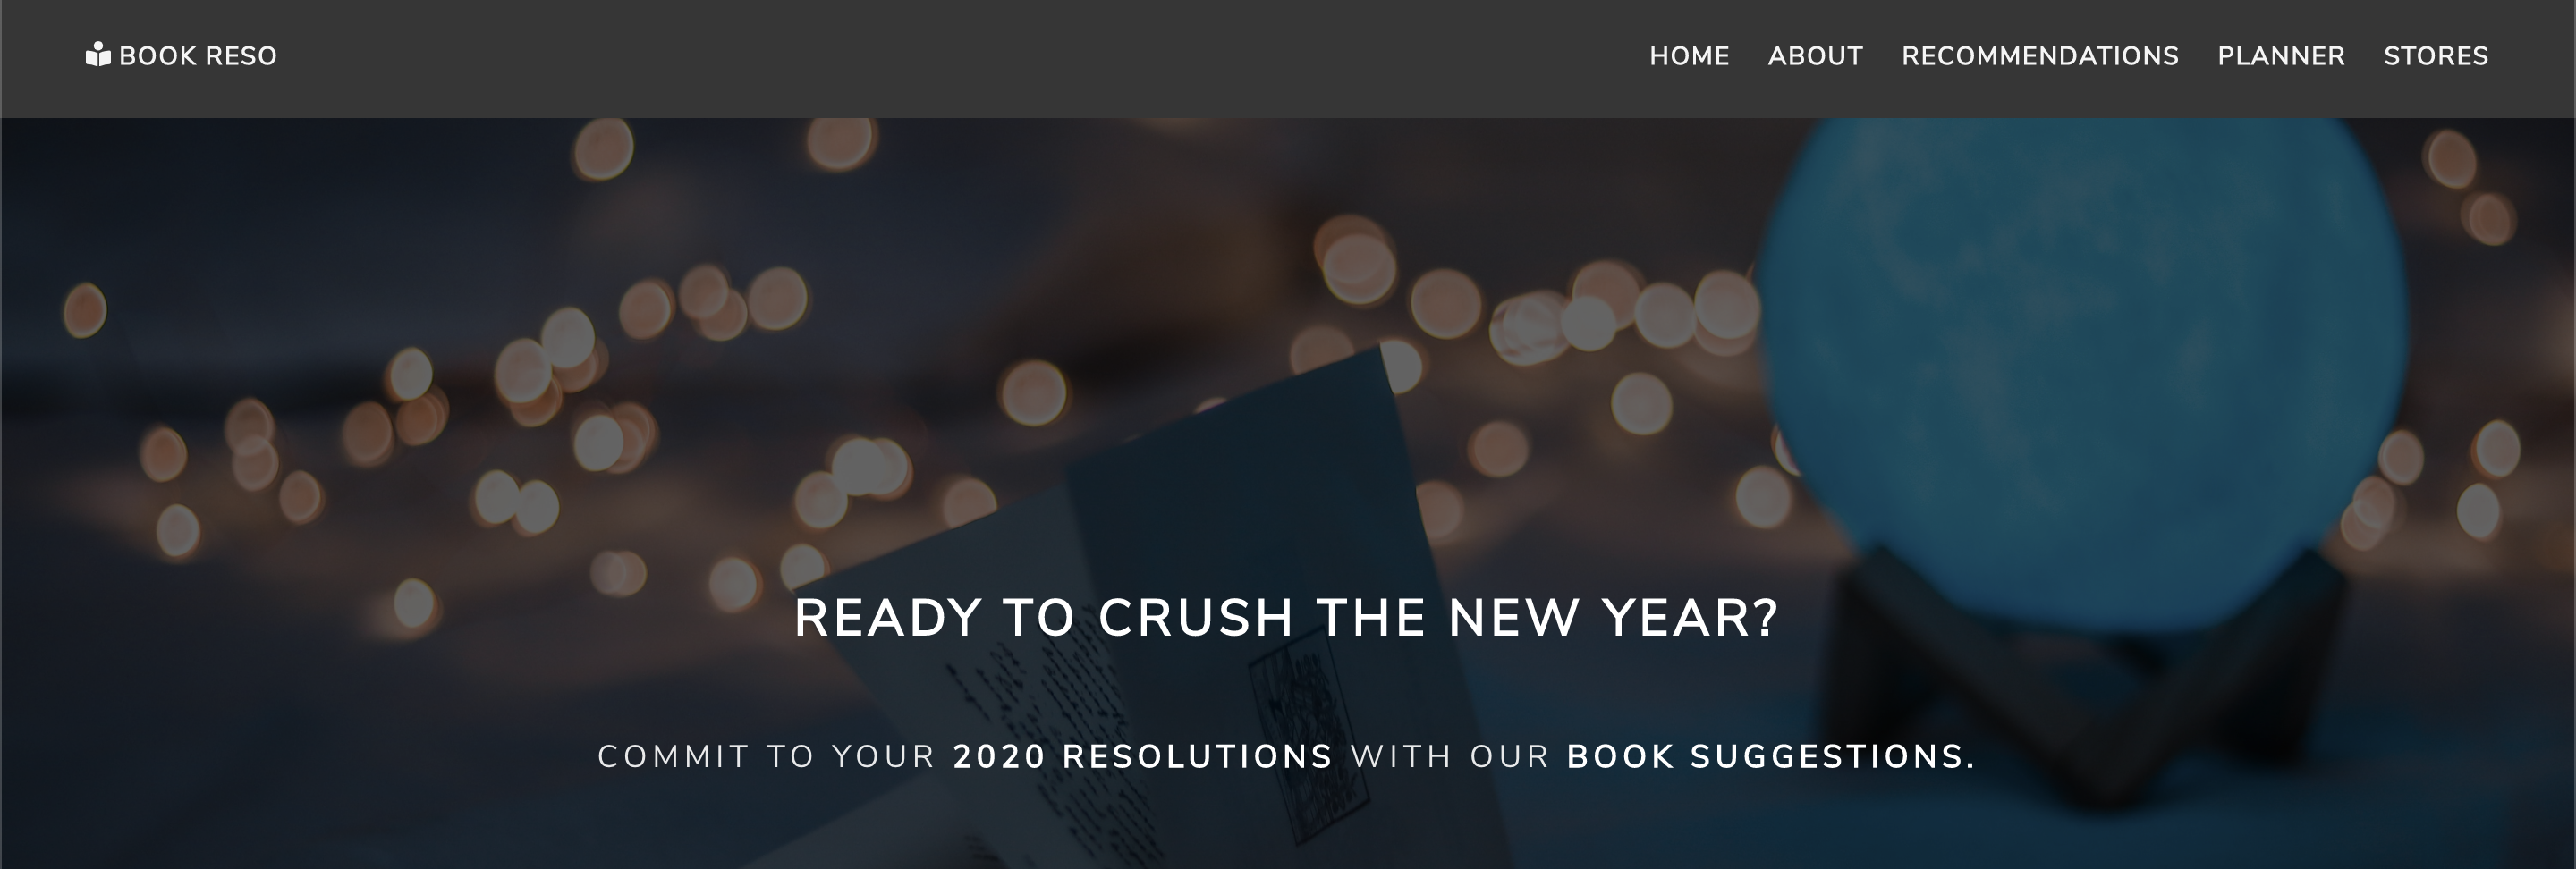 BOOK RESO
HOME ABOUT RECOMMENDATIONS PLANNER STORES
READY TO CRUSH THE NEW YEAR?
COMMIT TO YOUR 2020 RESOLUTIONS WITH OUR BOOK SUGGESTIONS.